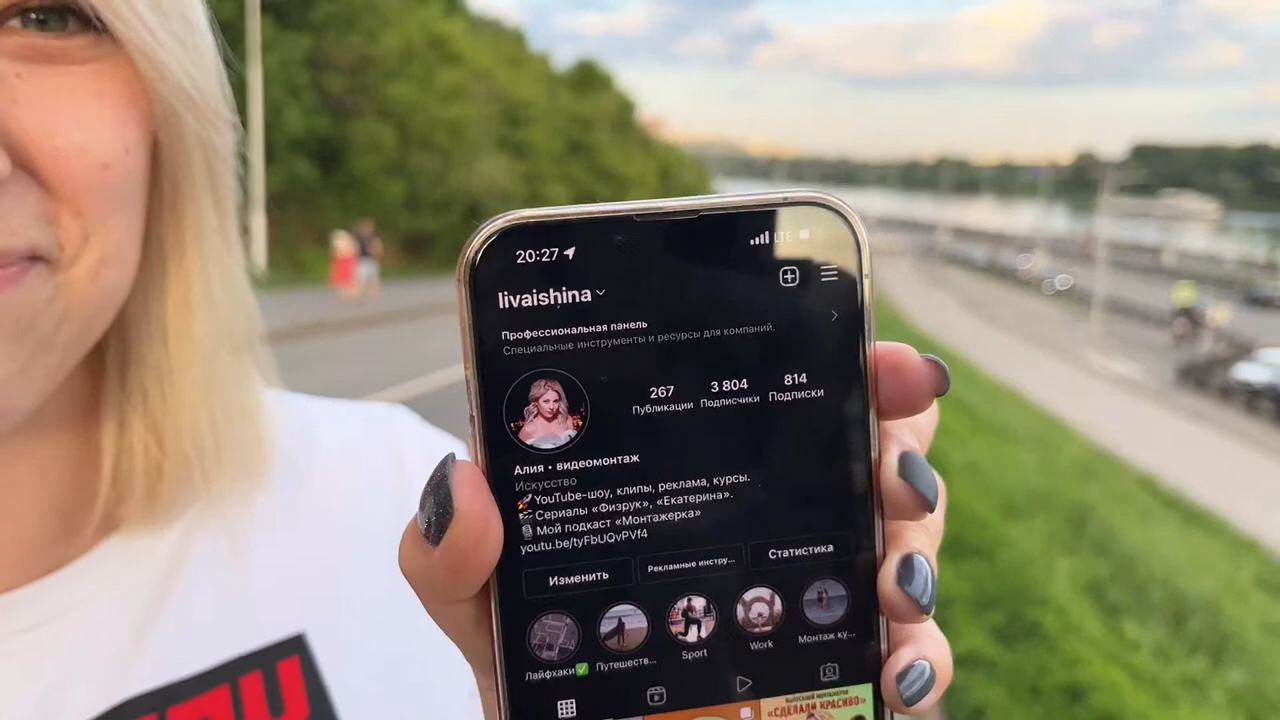 20:27
LTE
livaishina
Профессиональная панель
Специальные инструменты и ресурсы для компаний.
267 3 804 814
Публикации Подписчики Подписки
Алия • видеомонтаж
Искусство
🚀 YouTube-шоу, клипы, реклама, курсы.
🎬 Сериалы «Физрук», «Екатерина».
🎙 Мой подкаст «Монтажерка»
youtu.be/tyFbUQvPVf4
Изменить Рекламные инстру... Статистика
Лайфхаки✅ Путешеств... Sport Work Монтаж ку...
«СДЕЛАЛИ КРАСИВО»